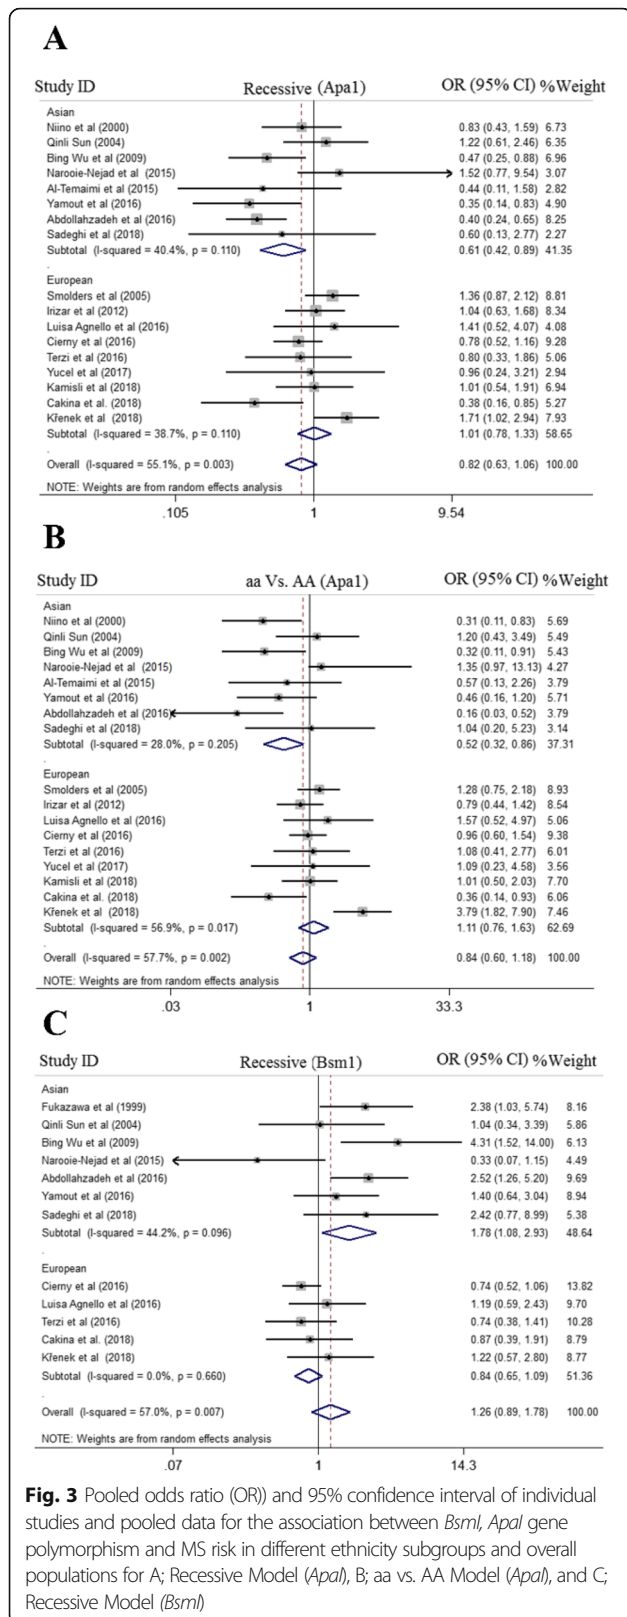 A
Study ID Recessive (Apa1) OR (95% CI) %Weight
Asian
Niino et al (2000) 0.83 (0.43, 1.59) 6.73
Qinli Sun (2004) 1.22 (0.61, 2.46) 6.35
Bing Wu et al (2009) 0.47 (0.25, 0.88) 6.96
Narooie-Nejad et al (2015) 1.52 (0.77, 9.54) 3.07
Al-Temaimi et al (2015) 0.44 (0.11, 1.58) 2.82
Yamout et al (2016) 0.35 (0.14, 0.83) 4.90
Abdollahzadeh et al (2016) 0.40 (0.24, 0.65) 8.25
Sadeghi et al (2018) 0.60 (0.13, 2.77) 2.27
Subtotal (I-squared = 40.4%, p = 0.110) 0.61 (0.42, 0.89) 41.35
.
European
Smolders et al (2005) 1.36 (0.87, 2.12) 8.81
Irizar et al (2012) 1.04 (0.63, 1.68) 8.34
Luisa Agnello et al (2016) 1.41 (0.52, 4.07) 4.08
Cierny et al (2016) 0.78 (0.52, 1.16) 9.28
Terzi et al (2016) 0.80 (0.33, 1.86) 5.06
Yucel et al (2017) 0.96 (0.24, 3.21) 2.94
Kamisli et al (2018) 1.01 (0.54, 1.91) 6.94
Cakina et al. (2018) 0.38 (0.16, 0.85) 5.27
Křenek et al (2018) 1.71 (1.02, 2.94) 7.93
Subtotal (I-squared = 38.7%, p = 0.110) 1.01 (0.78, 1.33) 58.65
.
Overall (I-squared = 55.1%, p = 0.003) 0.82 (0.63, 1.06) 100.00
NOTE: Weights are from random effects analysis
.105 1 9.54
B
Study ID aa Vs. AA (Apa1) OR (95% CI) %Weight
Asian
Niino et al (2000) 0.31 (0.11, 0.83) 5.69
Qinli Sun (2004) 1.20 (0.43, 3.49) 5.49
Bing Wu et al (2009) 0.32 (0.11, 0.91) 5.43
Narooie-Nejad et al (2015) 1.35 (0.97, 13.13) 4.27
Al-Temaimi et al (2015) 0.57 (0.13, 2.26) 3.79
Yamout et al (2016) 0.46 (0.16, 1.20) 5.71
Abdollahzadeh et al (2016) 0.16 (0.03, 0.52) 3.79
Sadeghi et al (2018) 1.04 (0.20, 5.23) 3.14
Subtotal (I-squared = 28.0%, p = 0.205) 0.52 (0.32, 0.86) 37.31
.
European
Smolders et al (2005) 1.28 (0.75, 2.18) 8.93
Irizar et al (2012) 0.79 (0.44, 1.42) 8.54
Luisa Agnello et al (2016) 1.57 (0.52, 4.97) 5.06
Cierny et al (2016) 0.96 (0.60, 1.54) 9.38
Terzi et al (2016) 1.08 (0.41, 2.77) 6.01
Yucel et al (2017) 1.09 (0.23, 4.58) 3.56
Kamisli et al (2018) 1.01 (0.50, 2.03) 7.70
Cakina et al. (2018) 0.36 (0.14, 0.93) 6.06
Křenek et al (2018) 3.79 (1.82, 7.90) 7.46
Subtotal (I-squared = 56.9%, p = 0.017) 1.11 (0.76, 1.63) 62.69
.
Overall (I-squared = 57.7%, p = 0.002) 0.84 (0.60, 1.18) 100.00
NOTE: Weights are from random effects analysis
.03 1 33.3
C
Study ID Recessive (Bsm1) OR (95% CI) %Weight
Asian
Fukazawa et al (1999) 2.38 (1.03, 5.74) 8.16
Qinli Sun et al (2004) 1.04 (0.34, 3.39) 5.86
Bing Wu et al (2009) 4.31 (1.52, 14.00) 6.13
Narooie-Nejad et al (2015) 0.33 (0.07, 1.15) 4.49
Abdollahzadeh et al (2016) 2.52 (1.26, 5.20) 9.69
Yamout et al (2016) 1.40 (0.64, 3.04) 8.94
Sadeghi et al (2018) 2.42 (0.77, 8.99) 5.38
Subtotal (I-squared = 44.2%, p = 0.096) 1.78 (1.08, 2.93) 48.64
.
European
Cierny et al (2016) 0.74 (0.52, 1.06) 13.82
Luisa Agnello et al (2016) 1.19 (0.59, 2.43) 9.70
Terzi et al (2016) 0.74 (0.38, 1.41) 10.28
Cakina et al. (2018) 0.87 (0.39, 1.91) 8.79
Křenek et al (2018) 1.22 (0.57, 2.80) 8.77
Subtotal (I-squared = 0.0%, p = 0.660) 0.84 (0.65, 1.09) 51.36
.
Overall (I-squared = 57.0%, p = 0.007) 1.26 (0.89, 1.78) 100.00
NOTE: Weights are from random effects analysis
.07 1 14.3
Fig. 3 Pooled odds ratio (OR)) and 95% confidence interval of individual
studies and pooled data for the association between BsmI, ApaI gene
polymorphism and MS risk in different ethnicity subgroups and overall
populations for A; Recessive Model (ApaI), B; aa vs. AA Model (ApaI), and C;
Recessive Model (BsmI)